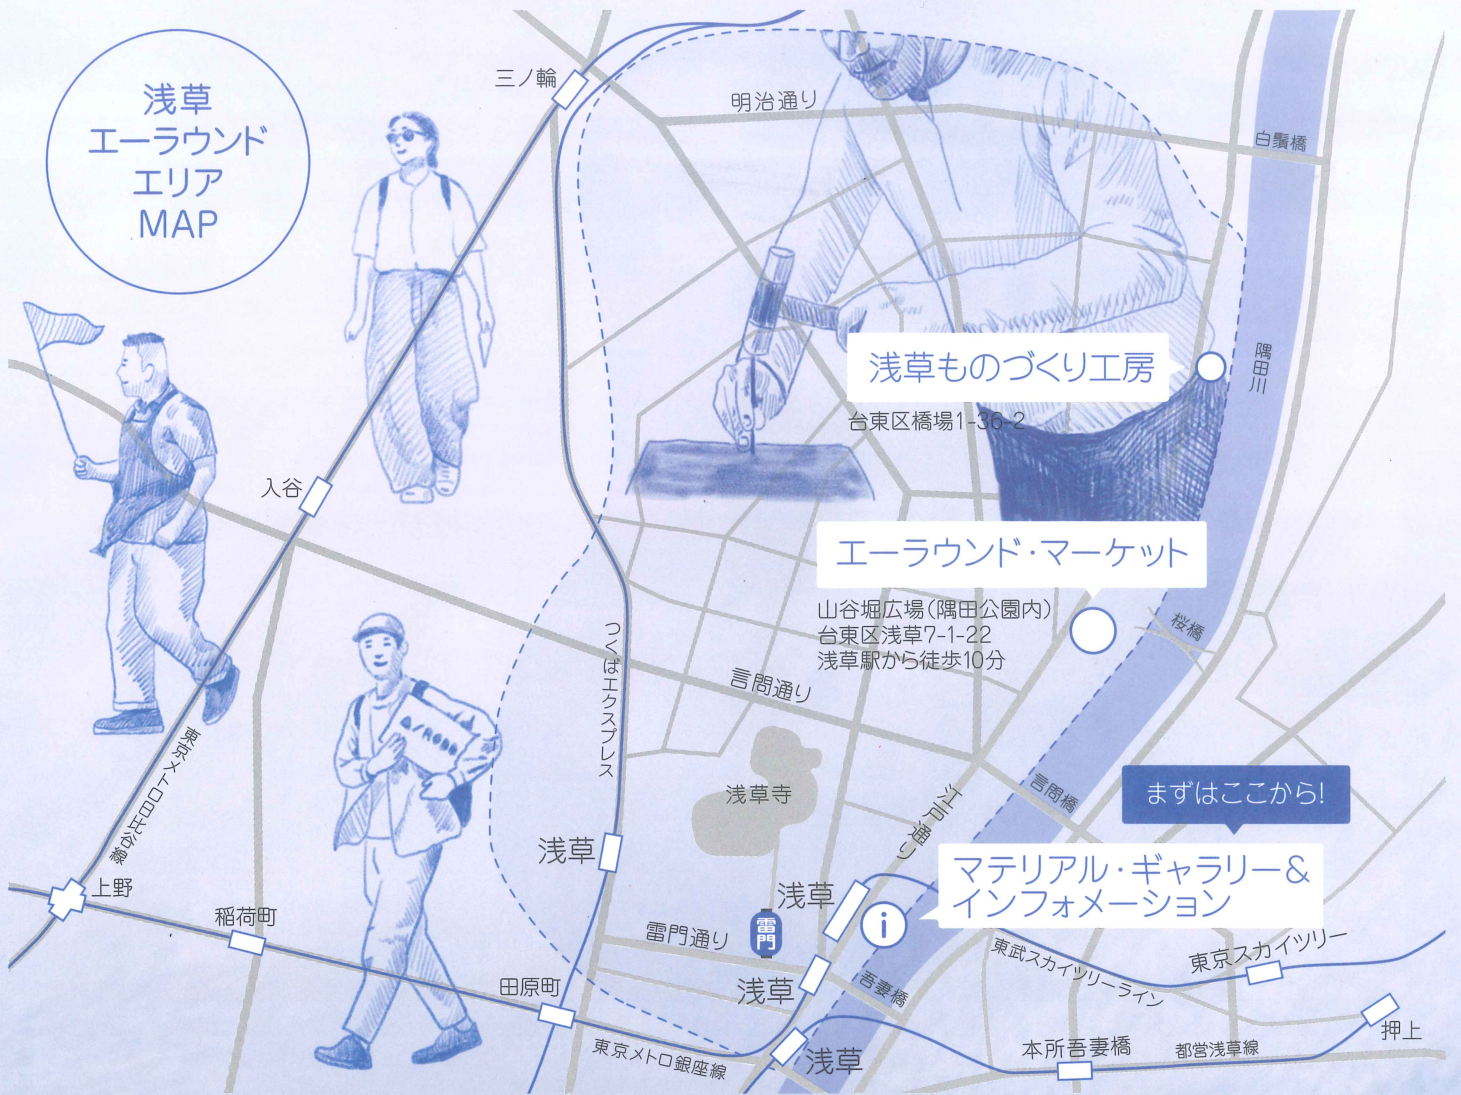 浅草
エーラウンド
エリア
MAP
三ノ輪
明治通り
白鬚橋
隅田川
浅草ものづくり工房
台東区橋場1-36-2
入谷
エーラウンド・マーケット
山谷堀広場(隅田公園内)
台東区浅草7-1-22
浅草駅から徒歩10分
桜橋
つくばエクスプレス
言問通り
東京メトロ日比谷線
浅草寺
江戸通り
言問橋
まずはここから!
マテリアル・ギャラリー&
インフォメーション
浅草
浅草
i
上野
稲荷町
雷門通り
雷門
東武スカイツリーライン
東京スカイツリー
田原町
浅草
吾妻橋
東京メトロ銀座線
浅草
本所吾妻橋
都営浅草線
押上